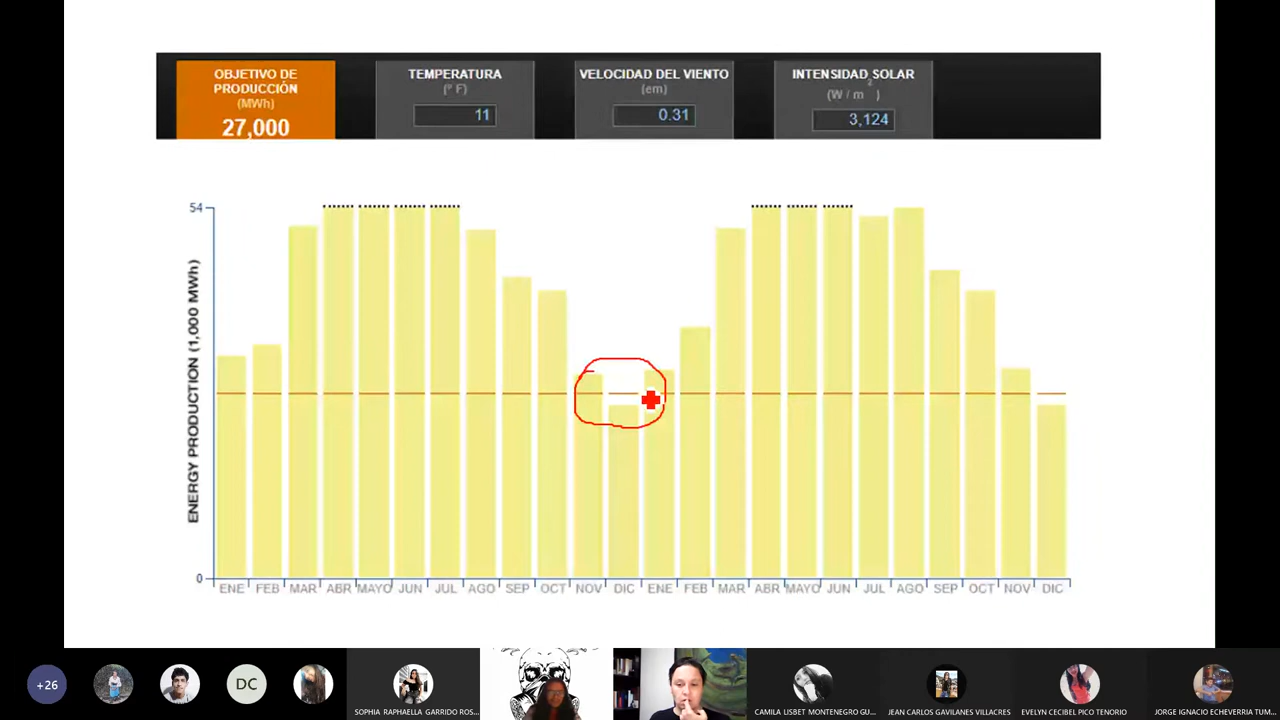 OBJETIVO DE
PRODUCCIÓN
(MWh)
27,000
TEMPERATURA
(° F)
11
VELOCIDAD DEL VIENTO
(em)
0.31
INTENSIDAD SOLAR
(W / m 2 )
3,124
54
ENERGY PRODUCTION (1,000 MWh)
0
ENE FEB MAR ABR MAYO JUN JUL AGO SEP OCT NOV DIC ENE FEB MAR ABR MAYO JUN JUL AGO SEP OCT NOV DIC
+26
DC
SOPHIA RAPHAELLA GARRIDO ROS...
CAMILA LISBET MONTENEGRO GU...
JEAN CARLOS GAVILANES VILLACRES
EVELYN CECIBEL PICO TENORIO
JORGE IGNACIO ECHEVERRIA TUM...